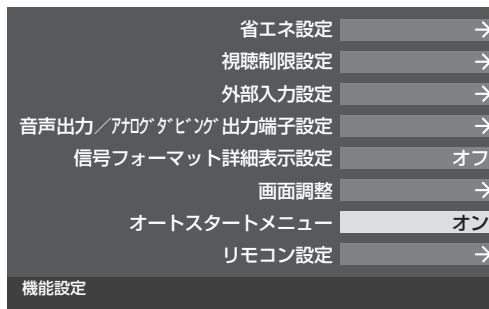 省エネ設定 →
視聴制限設定 →
外部入力設定 →
音声出力／ｱﾅﾛｸﾞﾀﾞﾋﾞﾝｸﾞ出力端子設定 →
信号フォーマット詳細表示設定 オフ
画面調整 →
オートスタートメニュー オン
リモコン設定 →
機能設定